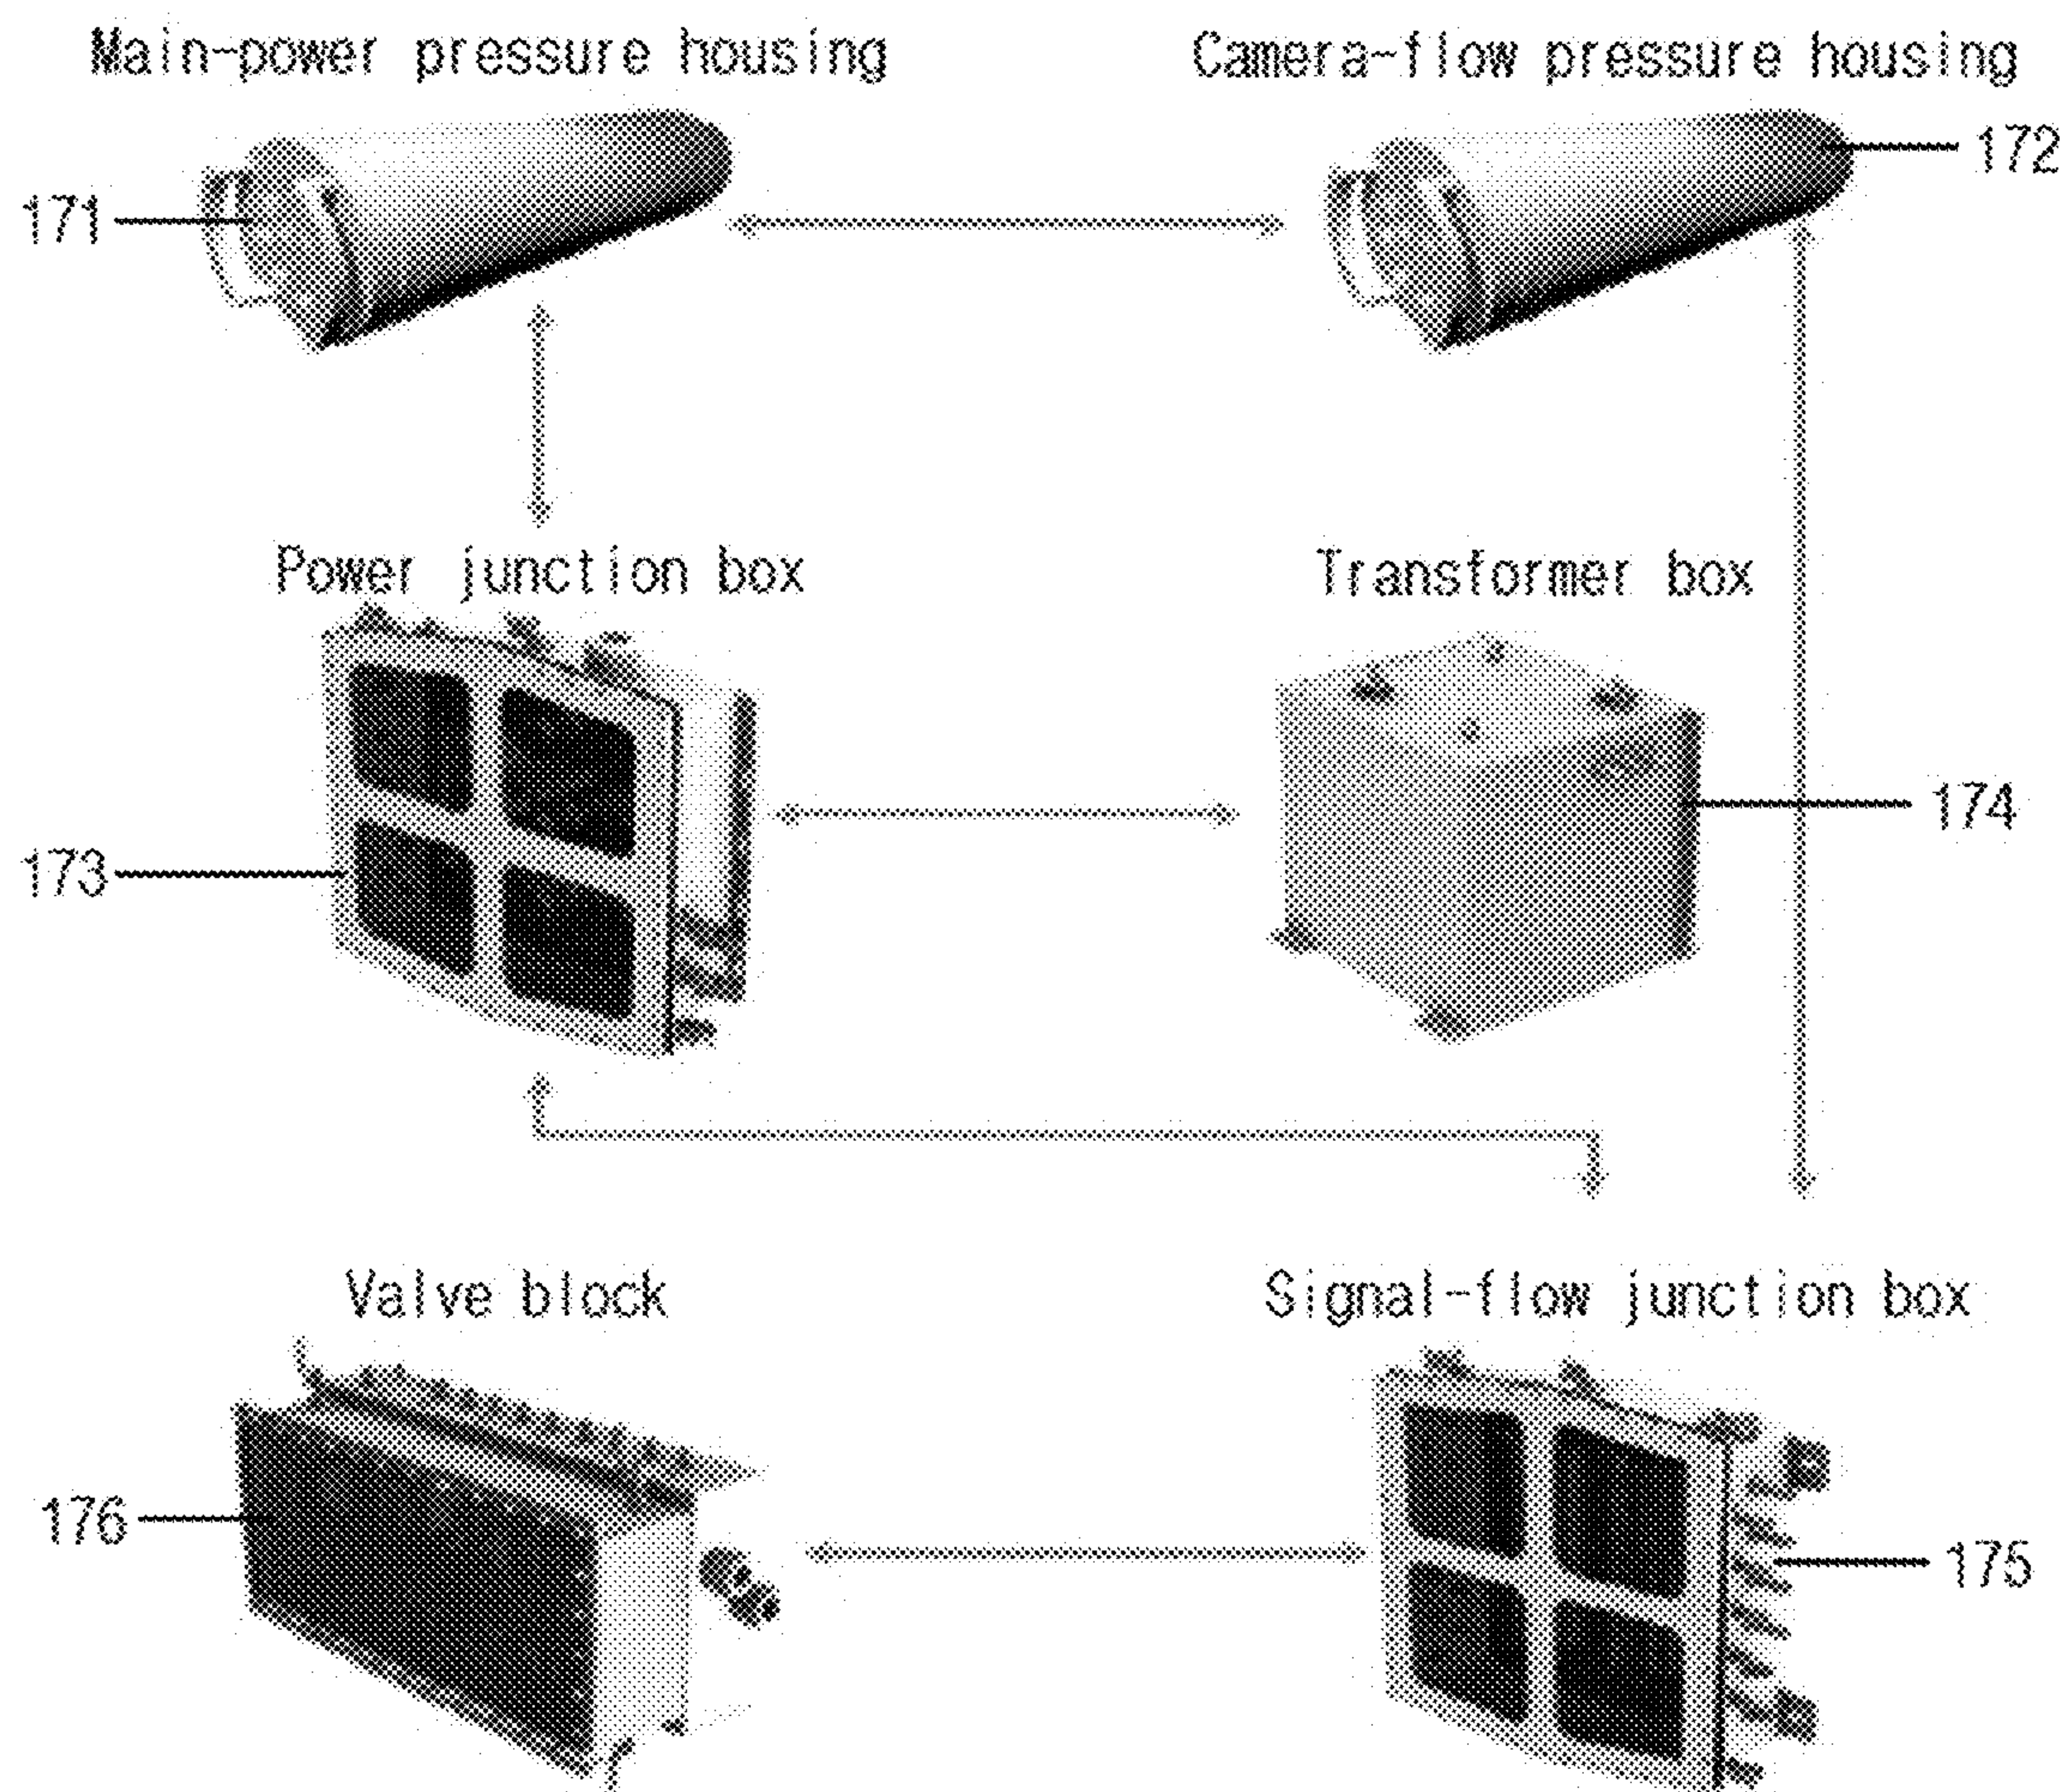 Main-power pressure housing
Camera-flow pressure housing
171
172
Power junction box
Transformer box
173
174
Valve block
Signal-flow junction box
176
175